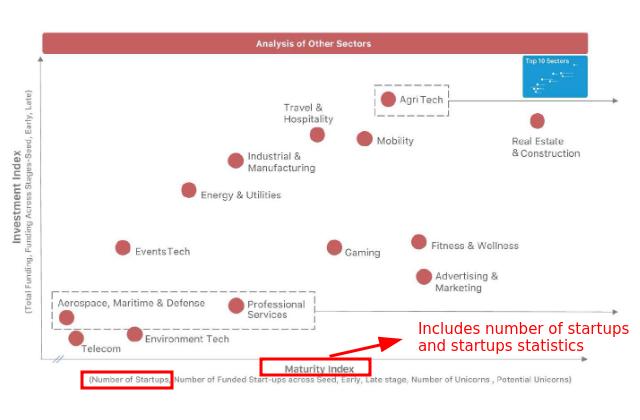 Analysis of Other Sectors
Top 10 Sectors
AgriTech
Travel &
Hospitality
Mobility
Real Estate
& Construction
Industrial &
Manufacturing
Energy & Utilities
EventsTech
Gaming
Fitness & Wellness
Advertising &
Marketing
Aerospace, Maritime & Defense
Professional
Services
Environment Tech
Telecom
Investment Index
(Total Funding, Funding Across Stages-Seed, Early, Late)
Includes number of startups
and startups statistics
Maturity Index
(Number of Startups, Number of Funded Start-ups across Seed, Early, Late stage, Number of Unicorns , Potential Unicorns)